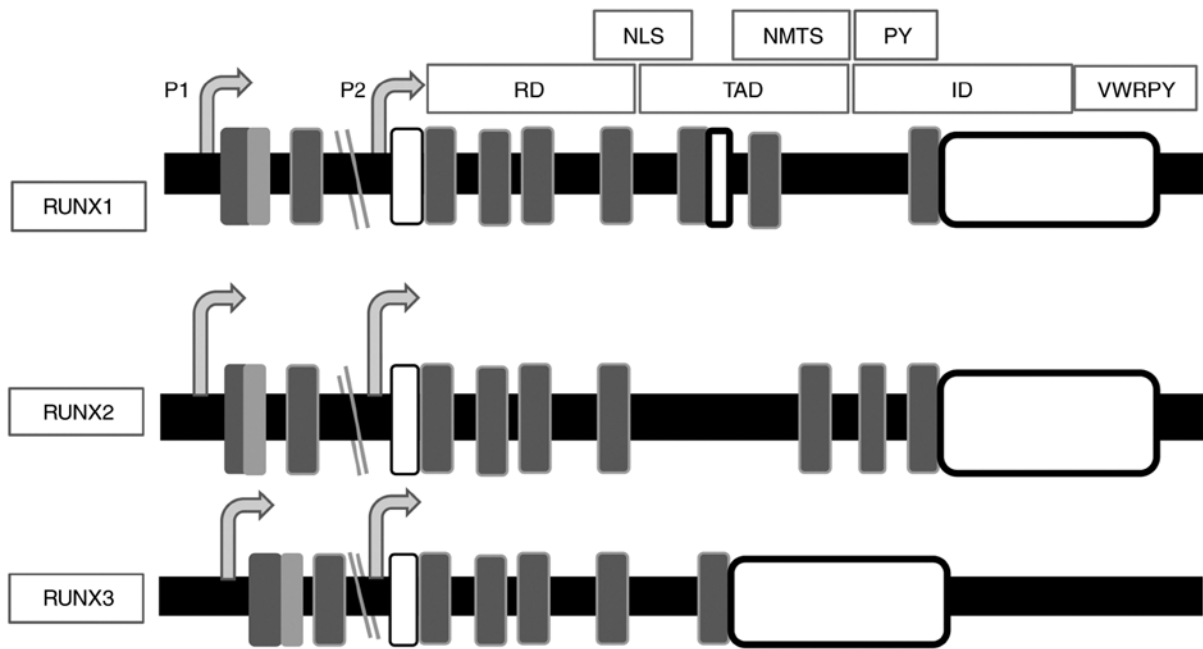 NLS NMTS PY
P1 P2 RD TAD ID VWRPY
RUNX1
RUNX2
RUNX3